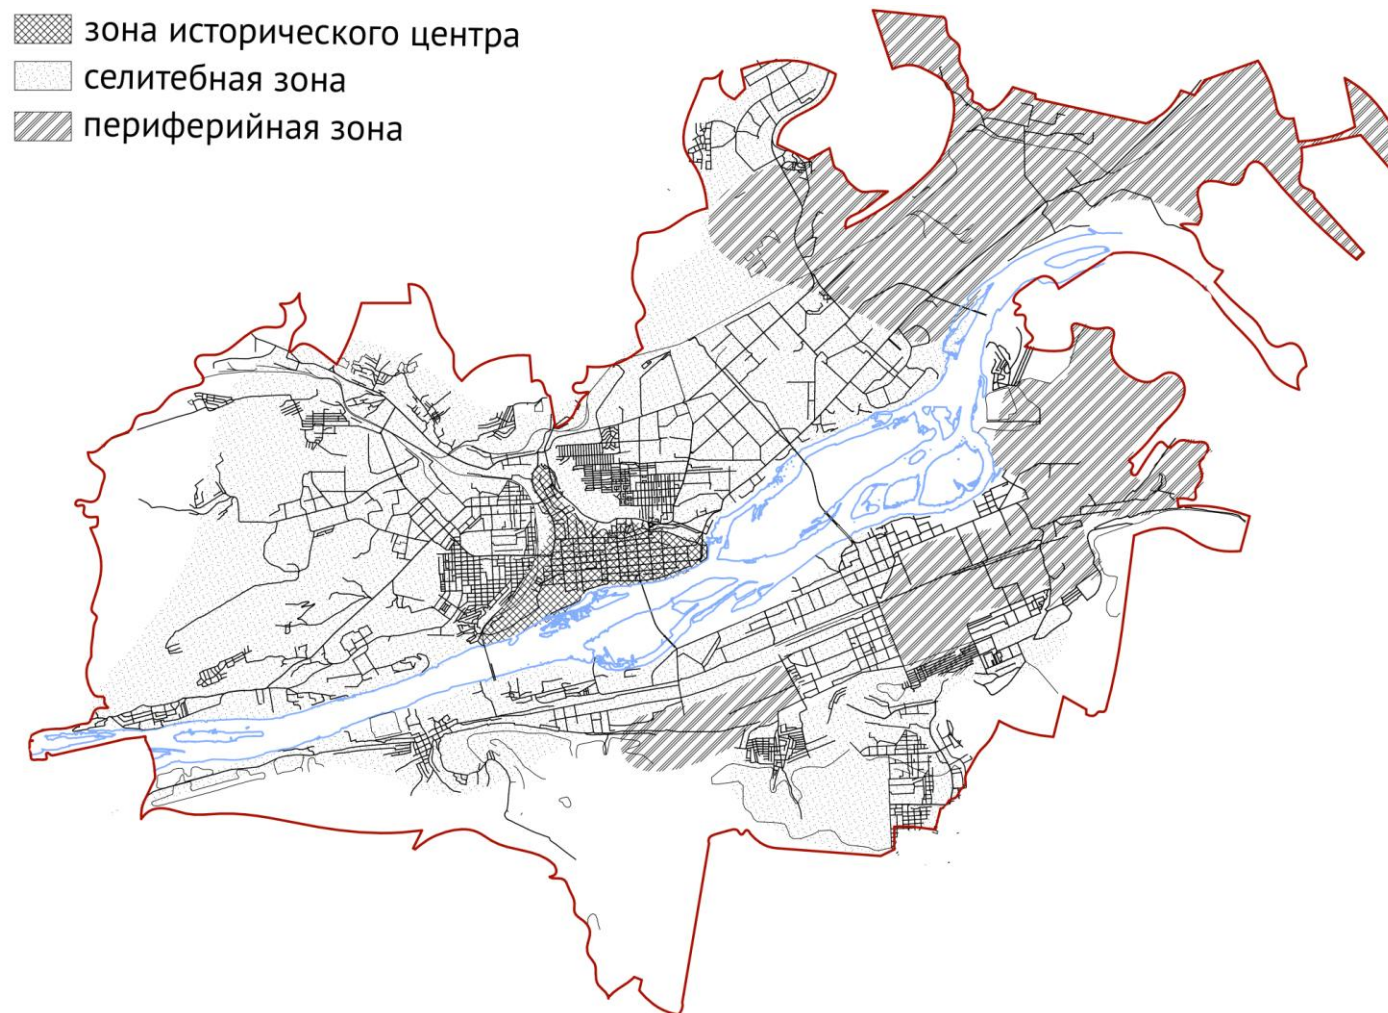 зона исторического центра
селитебная зона
периферийная зона